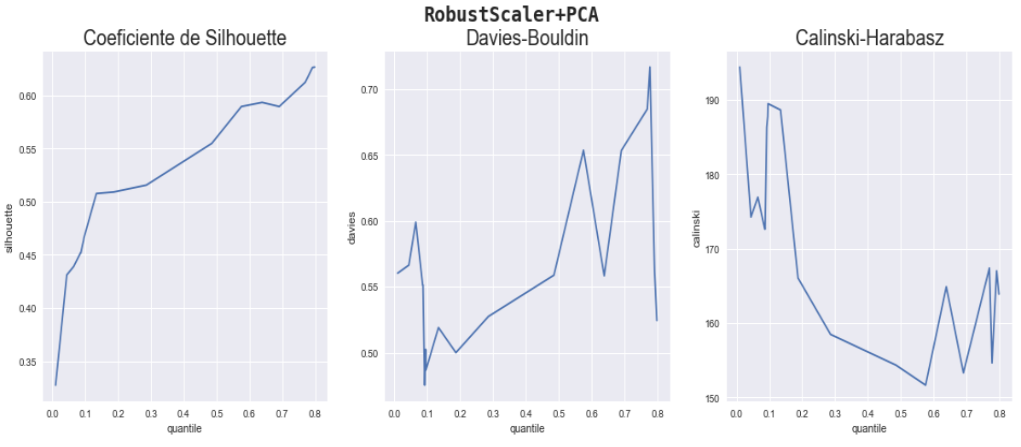 RobustScaler+PCA
Coeficiente de Silhouette
silhouette
0.60
0.55
0.50
0.45
0.40
0.35
0.0 0.1 0.2 0.3 0.4 0.5 0.6 0.7 0.8
quantile
Davies-Bouldin
davies
0.70
0.65
0.60
0.55
0.50
0.0 0.1 0.2 0.3 0.4 0.5 0.6 0.7 0.8
quantile
Calinski-Harabasz
calinski
190
180
170
160
150
0.0 0.1 0.2 0.3 0.4 0.5 0.6 0.7 0.8
quantile